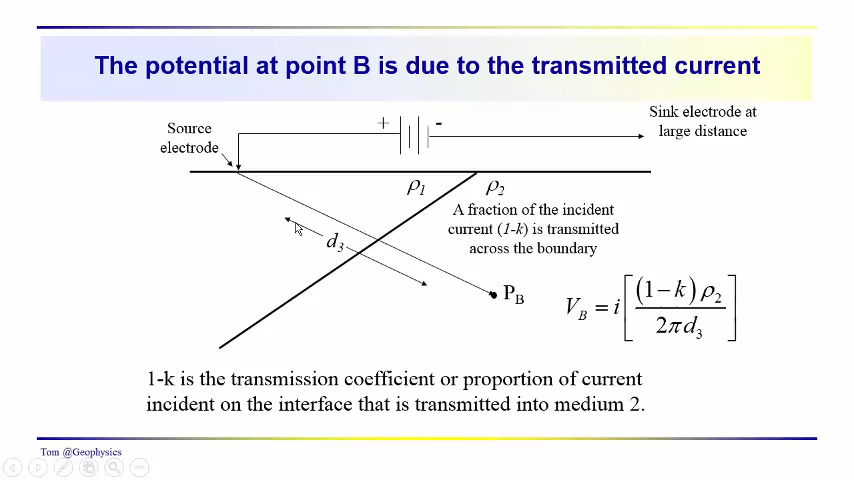 The potential at point B is due to the transmitted current
Source
electrode
+ -
Sink electrode at
large distance
ρ1 ρ2
A fraction of the incident
current (1-k) is transmitted
across the boundary
d3
PB
V_B = i[(1 − k)ρ2 / 2πd3]
1-k is the transmission coefficient or proportion of current
incident on the interface that is transmitted into medium 2.
Tom @Geophysics